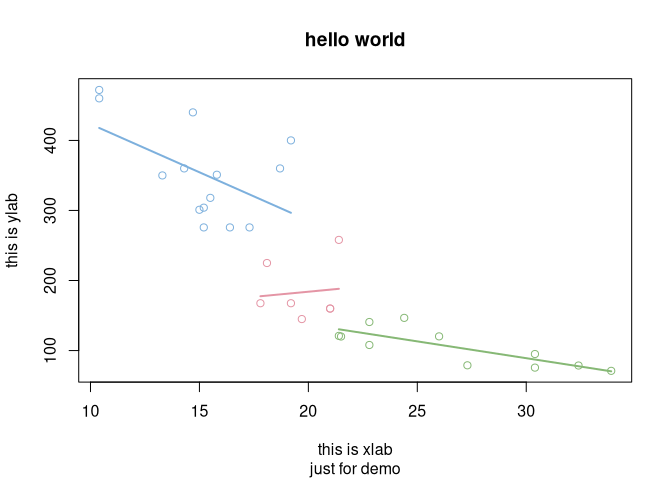 hello world
this is ylab
400
300
200
100
10 15 20 25 30
this is xlab
just for demo